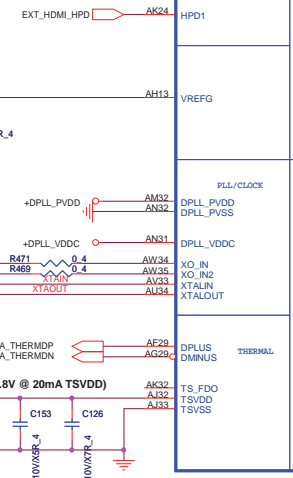 EXT_HDMI_HPD AK24 HPD1
AH13 VREFG
R_4
PLL/CLOCK
+DPLL_PVDD AM32 DPLL_PVDD
AN32 DPLL_PVSS
+DPLL_VDDC AN31 DPLL_VDDC
R471 0_4 AW34 XO_IN
R469 0_4 AW35 XO_IN2
XTAIN AV33 XTALIN
XTAOUT AU34 XTALOUT
A_THERMDP AF29 DPLUS
A_THERMDN AG29 DMINUS
THERMAL
.8V @ 20mA TSVDD)
AK32 TS_FDO
AJ32 TSVDD
AJ33 TSVSS
C153 C126
10V/X5R_4 10V/X7R_4